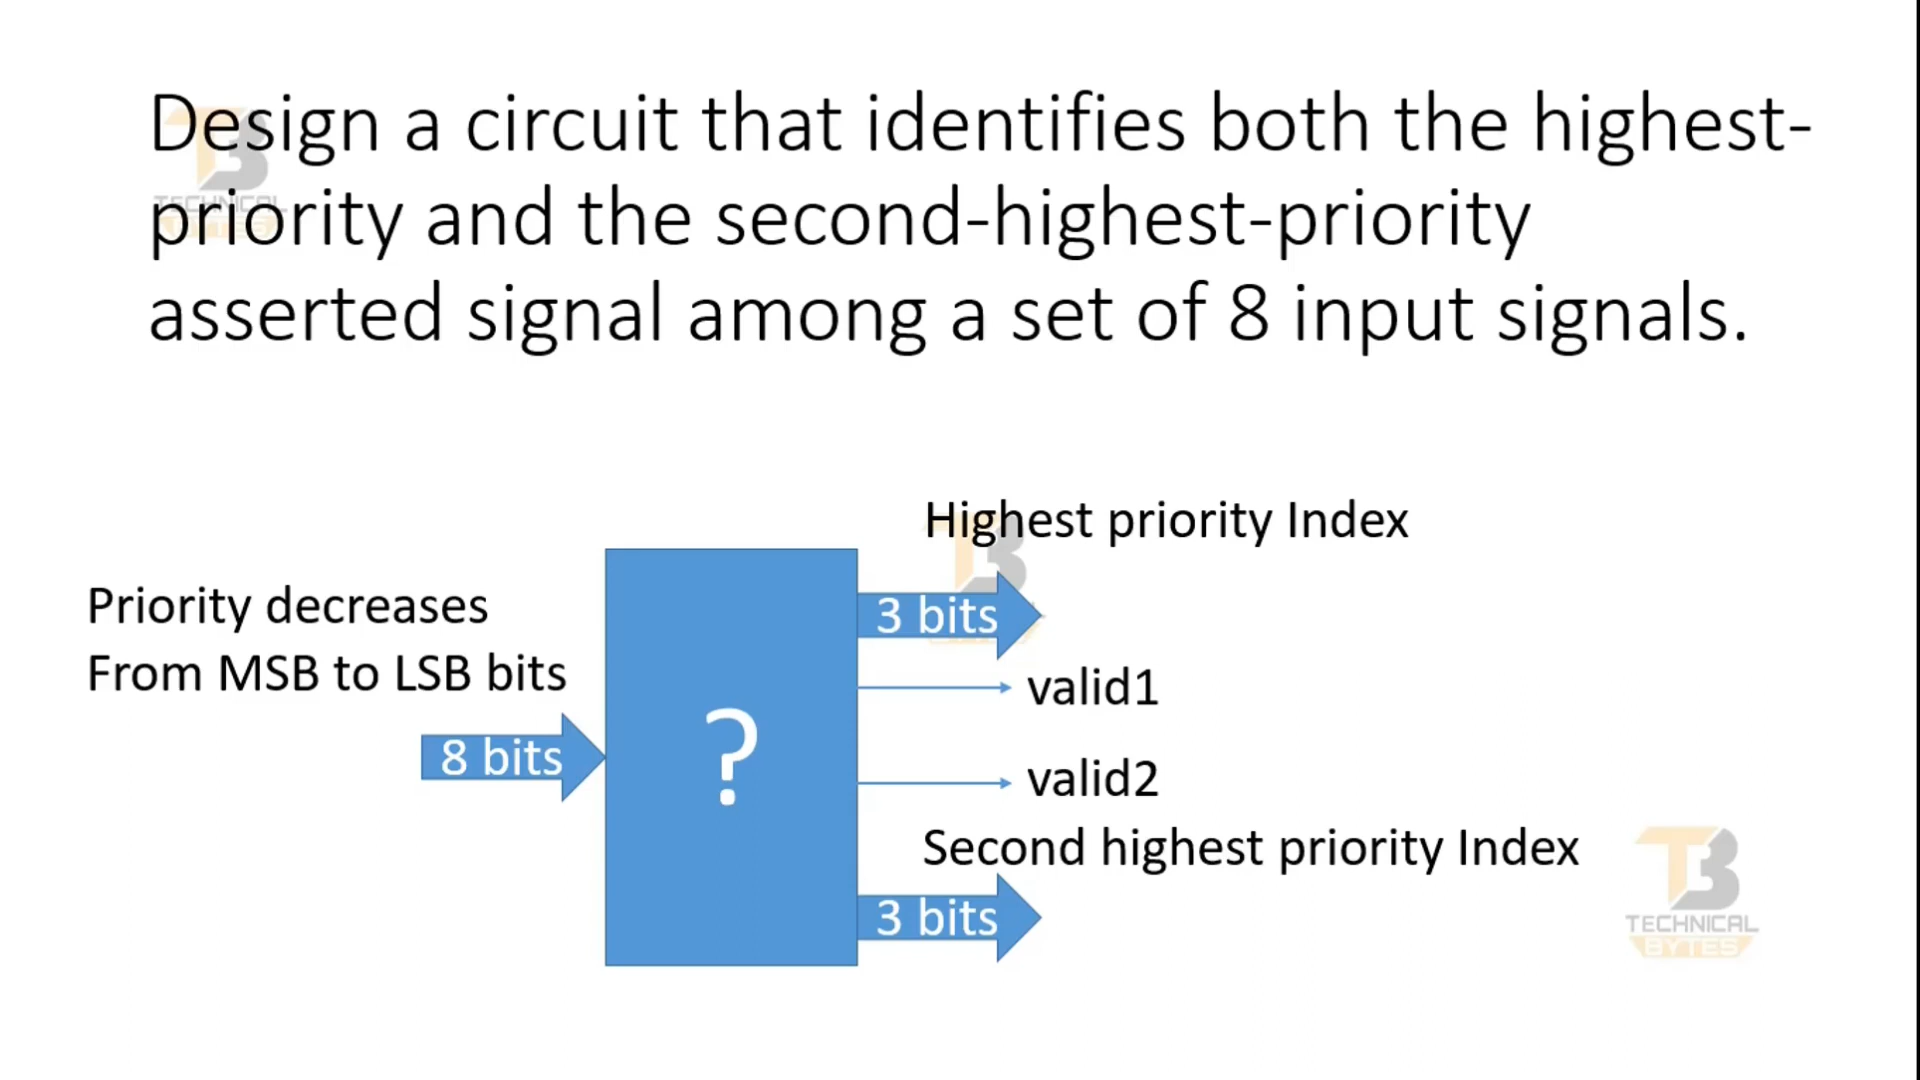 Design a circuit that identifies both the highest-
priority and the second-highest-priority
asserted signal among a set of 8 input signals.
Highest priority Index
Priority decreases
From MSB to LSB bits
3 bits
valid1
8 bits
?
valid2
Second highest priority Index
3 bits
TECHNICAL
BYTES